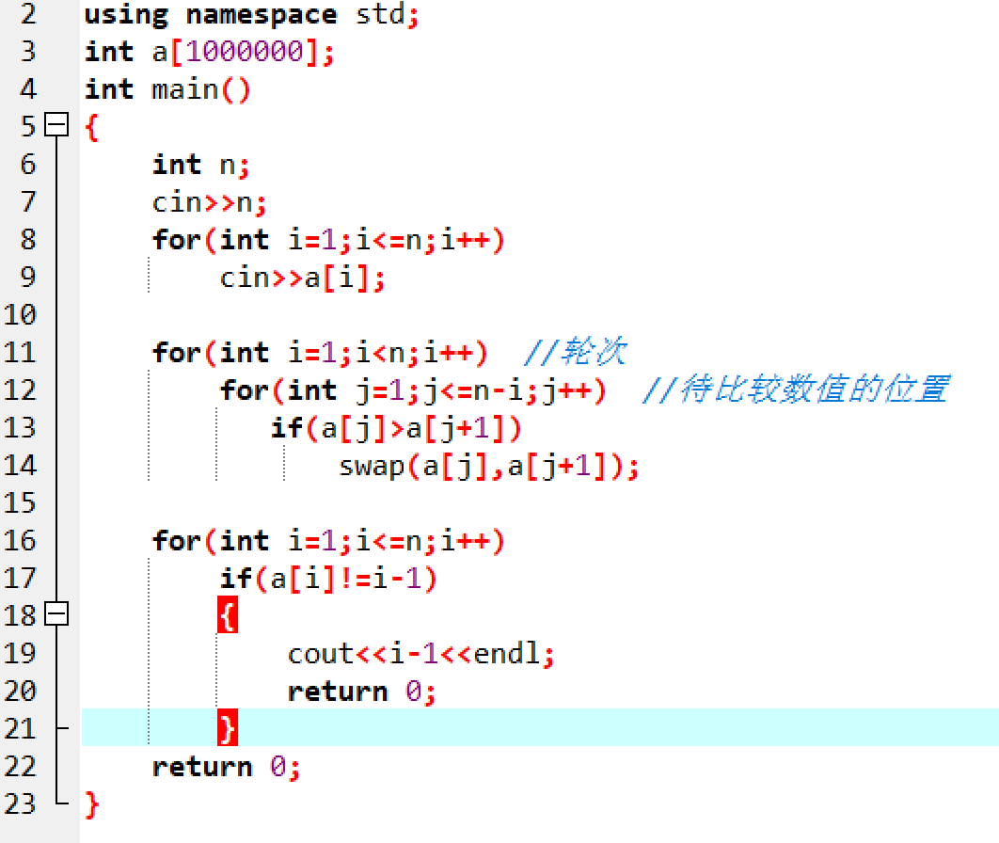 2 using namespace std;
3 int a[1000000];
4 int main()
5 {
6 int n;
7 cin>>n;
8 for(int i=1;i<=n;i++)
9 cin>>a[i];
10
11 for(int i=1;i<n;i++) //轮次
12 for(int j=1;j<=n-i;j++) //待比较数值的位置
13 if(a[j]>a[j+1])
14 swap(a[j],a[j+1]);
15
16 for(int i=1;i<=n;i++)
17 if(a[i]!=i-1)
18 {
19 cout<<i-1<<endl;
20 return 0;
21 }
22 return 0;
23 }